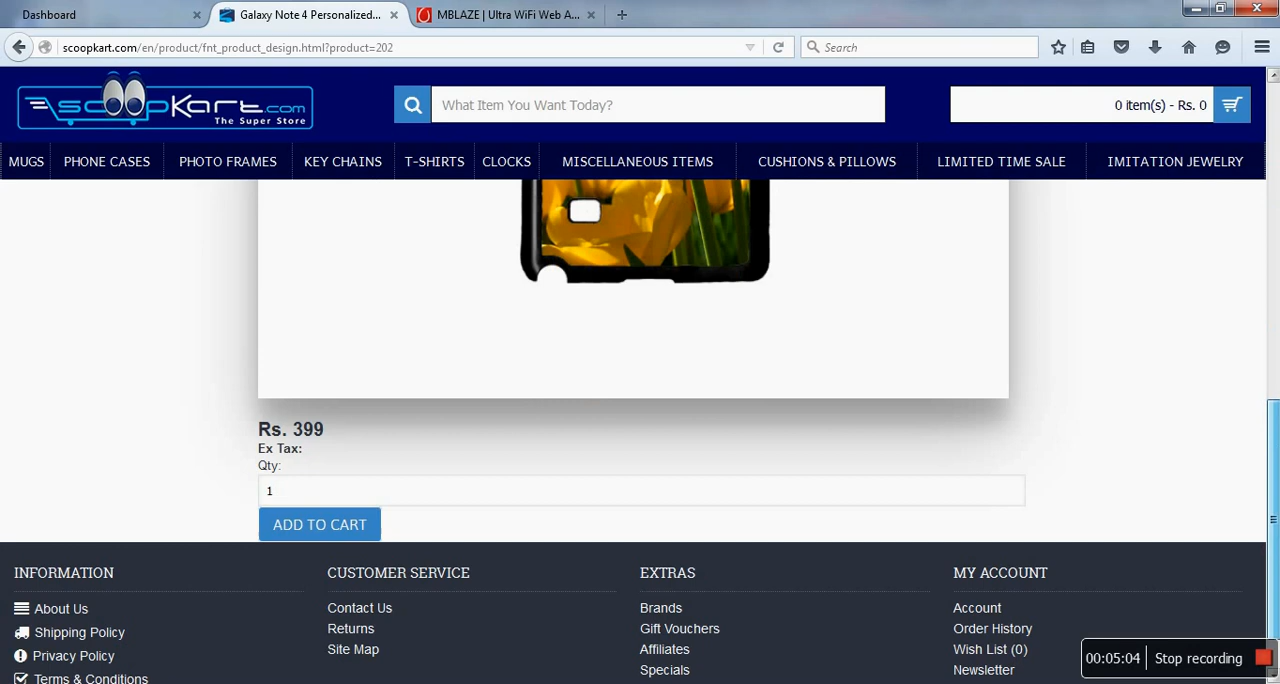 Dashboard
Galaxy Note 4 Personalized...
MBLAZE | Ultra WiFi Web A...
scoopkart.com/en/product/fnt_product_design.html?product=202
Search
scoopKart.com
The Super Store
What Item You Want Today?
0 item(s) - Rs. 0
MUGS
PHONE CASES
PHOTO FRAMES
KEY CHAINS
T-SHIRTS
CLOCKS
MISCELLANEOUS ITEMS
CUSHIONS & PILLOWS
LIMITED TIME SALE
IMITATION JEWELRY
Rs. 399
Ex Tax:
Qty:
1
ADD TO CART
INFORMATION
About Us
Shipping Policy
Privacy Policy
Terms & Conditions
CUSTOMER SERVICE
Contact Us
Returns
Site Map
EXTRAS
Brands
Gift Vouchers
Affiliates
Specials
MY ACCOUNT
Account
Order History
Wish List (0)
Newsletter
00:05:04
Stop recording